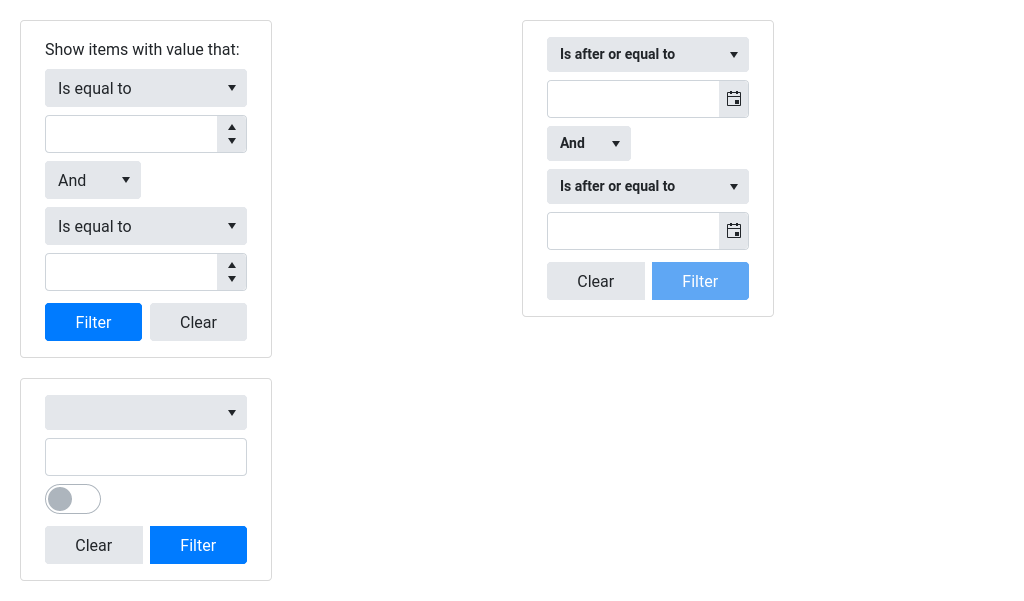 Show items with value that:
Is equal to
And
Is equal to
Filter Clear
Is after or equal to
And
Is after or equal to
Clear Filter
Clear Filter